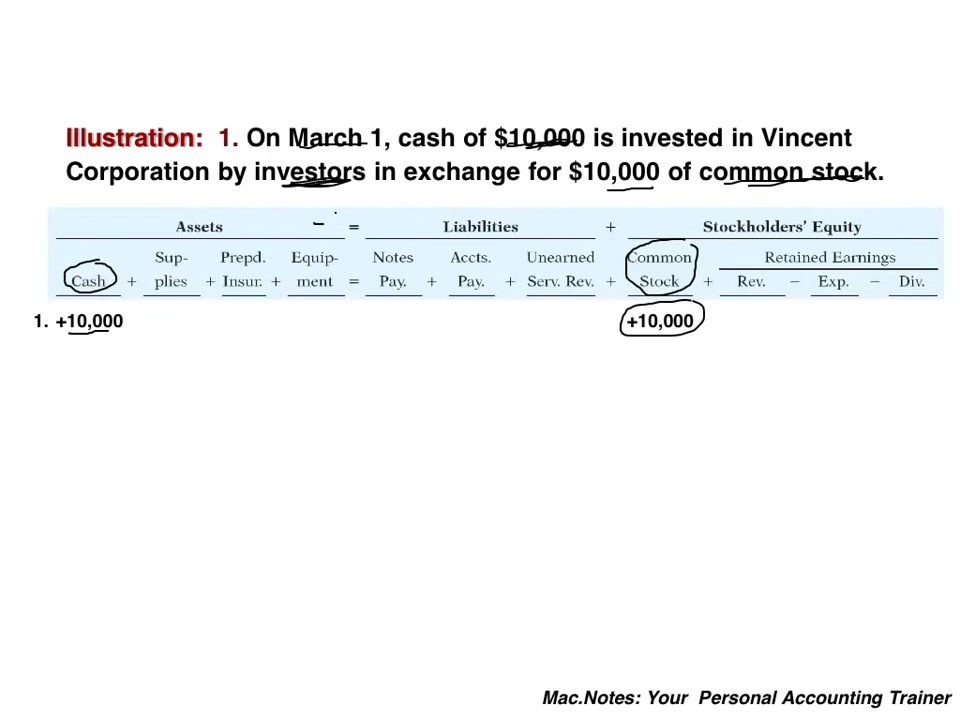 Illustration: 1. On March 1, cash of $10,000 is invested in Vincent
Corporation by investors in exchange for $10,000 of common stock.
Assets = Liabilities + Stockholders' Equity
Sup- Prepd. Equip- Notes Accts. Unearned Common Retained Earnings
Cash + plies + Insur. + ment = Pay. + Pay. + Serv. Rev. + Stock + Rev. – Exp. – Div.
1. +10,000 +10,000
Mac.Notes: Your Personal Accounting Trainer